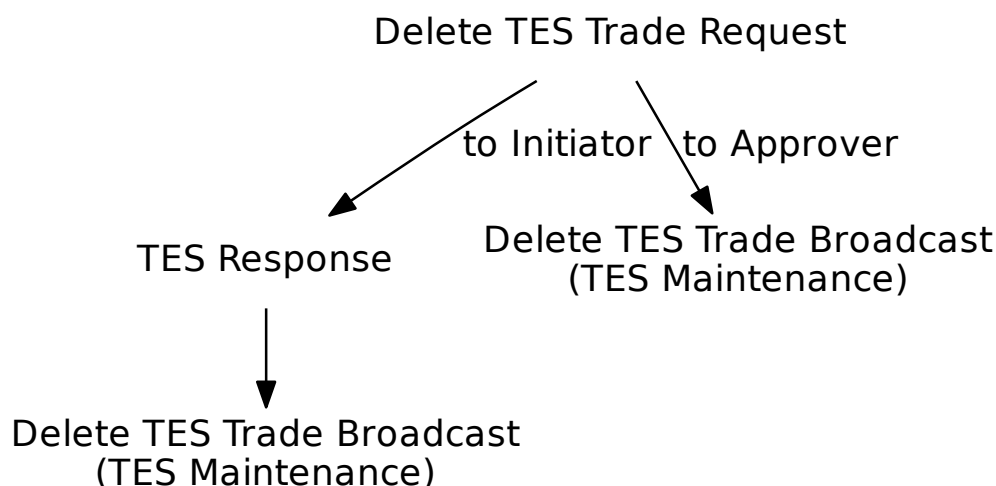 Delete TES Trade Request
to Initiator
to Approver
TES Response
Delete TES Trade Broadcast
(TES Maintenance)
Delete TES Trade Broadcast
(TES Maintenance)